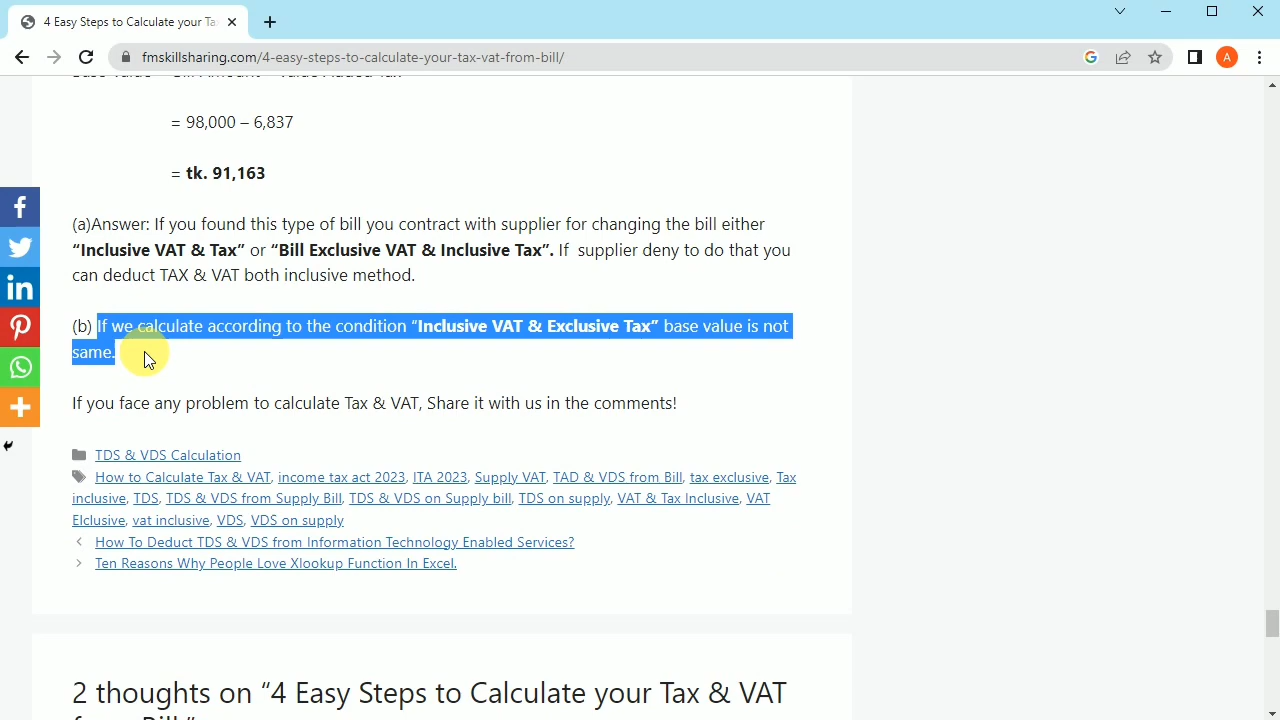 4 Easy Steps to Calculate your Ta
fmskillsharing.com/4-easy-steps-to-calculate-your-tax-vat-from-bill/
A
= 98,000 – 6,837
= tk. 91,163
(a)Answer: If you found this type of bill you contract with supplier for changing the bill either
“Inclusive VAT & Tax” or “Bill Exclusive VAT & Inclusive Tax”. If supplier deny to do that you
can deduct TAX & VAT both inclusive method.
(b) If we calculate according to the condition “Inclusive VAT & Exclusive Tax” base value is not
same.
If you face any problem to calculate Tax & VAT, Share it with us in the comments!
TDS & VDS Calculation
How to Calculate Tax & VAT, income tax act 2023, ITA 2023, Supply VAT, TAD & VDS from Bill, tax exclusive, Tax
inclusive, TDS, TDS & VDS from Supply Bill, TDS & VDS on Supply bill, TDS on supply, VAT & Tax Inclusive, VAT
Elclusive, vat inclusive, VDS, VDS on supply
How To Deduct TDS & VDS from Information Technology Enabled Services?
Ten Reasons Why People Love Xlookup Function In Excel.
2 thoughts on “4 Easy Steps to Calculate your Tax & VAT